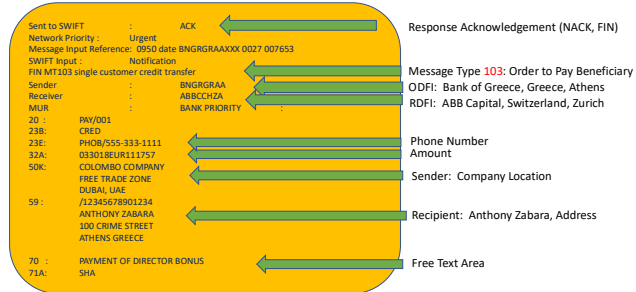 Sent to SWIFT : ACK
Response Acknowledgement (NACK, FIN)
Network Priority : Urgent
Message Input Reference: 0950 date BNGRGRAAXXX 0027 007653
SWIFT Input : Notification
FIN MT103 single customer credit transfer
Message Type 103: Order to Pay Beneficiary
Sender : BNGRGRAA
ODFI: Bank of Greece, Greece, Athens
Receiver : ABBCCHZA
RDFI: ABB Capital, Switzerland, Zurich
MUR : BANK PRIORITY :
20 : PAY/001
23B: CRED
23E: PHOB/555-333-1111
Phone Number
32A: 033018EUR111757
Amount
50K: COLOMBO COMPANY
FREE TRADE ZONE
Sender: Company Location
DUBAI, UAE
59 : /12345678901234
ANTHONY ZABARA
Recipient: Anthony Zabara, Address
100 CRIME STREET
ATHENS GREECE
70 : PAYMENT OF DIRECTOR BONUS
Free Text Area
71A: SHA